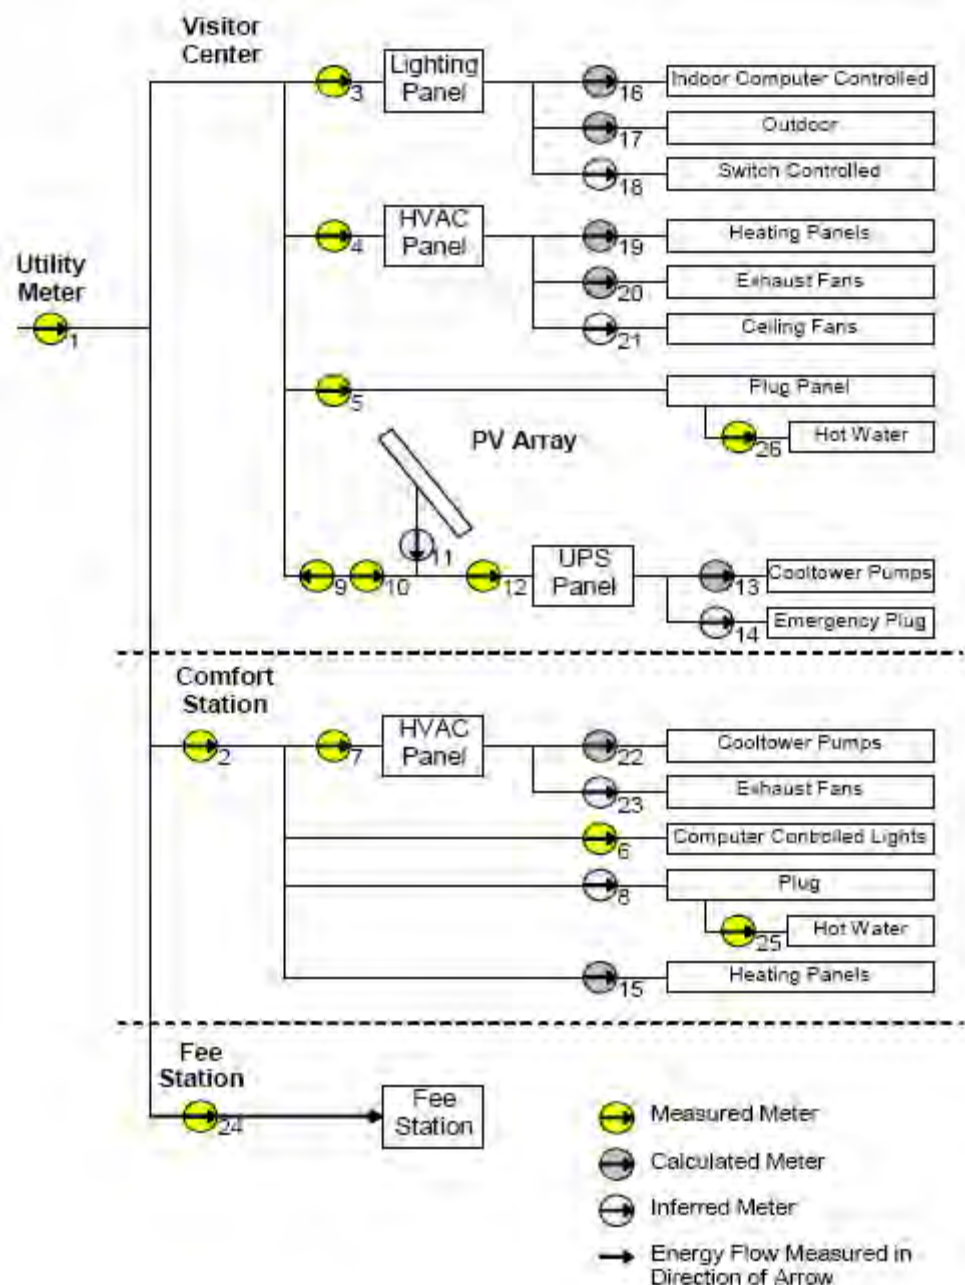 Visitor
Center
3
Lighting
Panel
16
Indoor Computer Controlled
17
Outdoor
18
Switch Controlled
4
HVAC
Panel
19
Heating Panels
20
Exhaust Fans
21
Ceiling Fans
Utility
Meter
1
5
Plug Panel
26
Hot Water
PV Array
11
9
10
12
UPS
Panel
13
Cooltower Pumps
14
Emergency Plug
Comfort
Station
2
7
HVAC
Panel
22
Cooltower Pumps
23
Exhaust Fans
6
Computer Controlled Lights
8
Plug
25
Hot Water
15
Heating Panels
Fee
Station
24
Fee
Station
Measured Meter
Calculated Meter
Inferred Meter
Energy Flow Measured in
Direction of Arrow